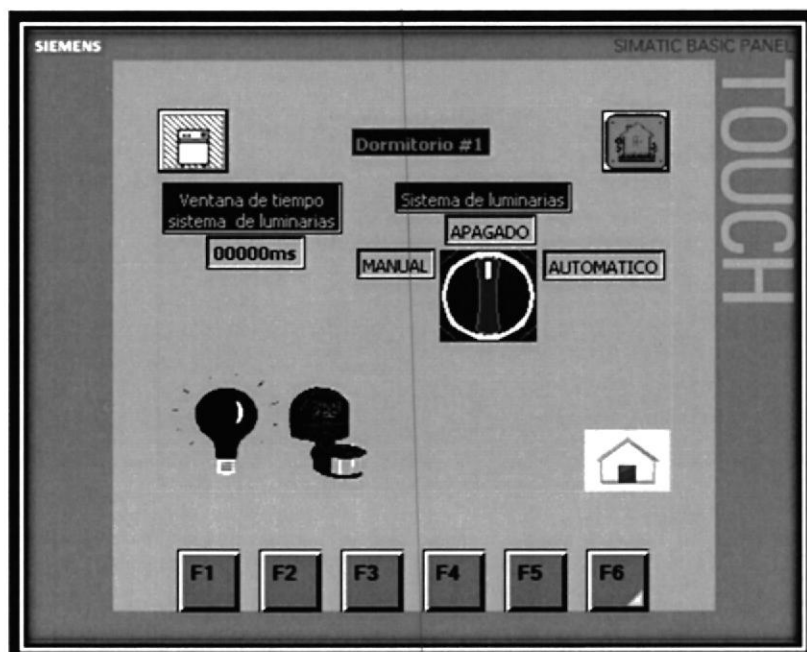 SIEMENS
SIMATIC BASIC PANEL
TOUCH
Dormitorio #1
Ventana de tiempo
sistema de luminarias
00000ms
Sistema de luminarias
APAGADO
MANUAL
AUTOMATICO
F1
F2
F3
F4
F5
F6